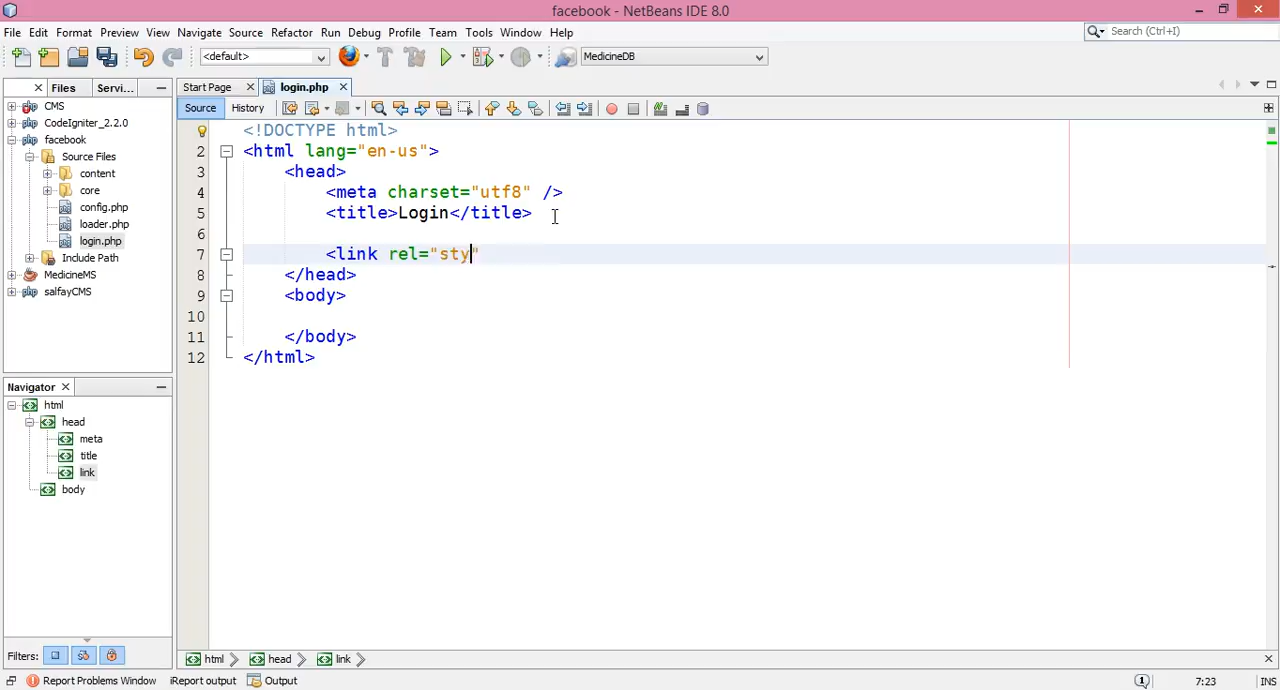 facebook - NetBeans IDE 8.0
File Edit Format Preview View Navigate Source Refactor Run Debug Profile Team Tools Window Help
Search (Ctrl+I)
<default>
MedicineDB
Files Servi...
Start Page login.php
Source History
CMS
CodeIgniter_2.2.0
facebook
Source Files
content
core
config.php
loader.php
login.php
Include Path
MedicineMS
salfayCMS
<!DOCTYPE html>
2 <html lang="en-us">
3 <head>
4 <meta charset="utf8" />
5 <title>Login</title>
6
7 <link rel="sty"
8 </head>
9 <body>
10
11 </body>
12 </html>
Navigator
html
head
meta
title
link
body
Filters:
html head link
Report Problems Window iReport output Output
1
7:23
INS